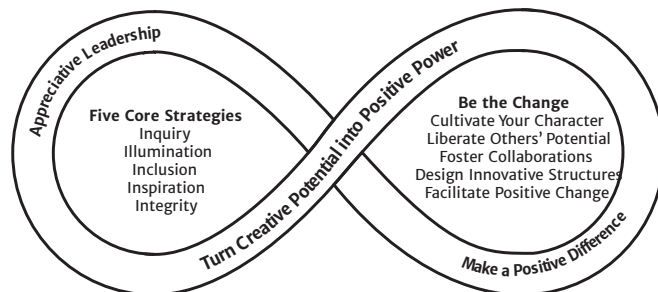 Appreciative Leadership
Five Core Strategies
Inquiry
Illumination
Inclusion
Inspiration
Integrity
Turn Creative Potential into Positive Power
Be the Change
Cultivate Your Character
Liberate Others’ Potential
Foster Collaborations
Design Innovative Structures
Facilitate Positive Change
Make a Positive Difference